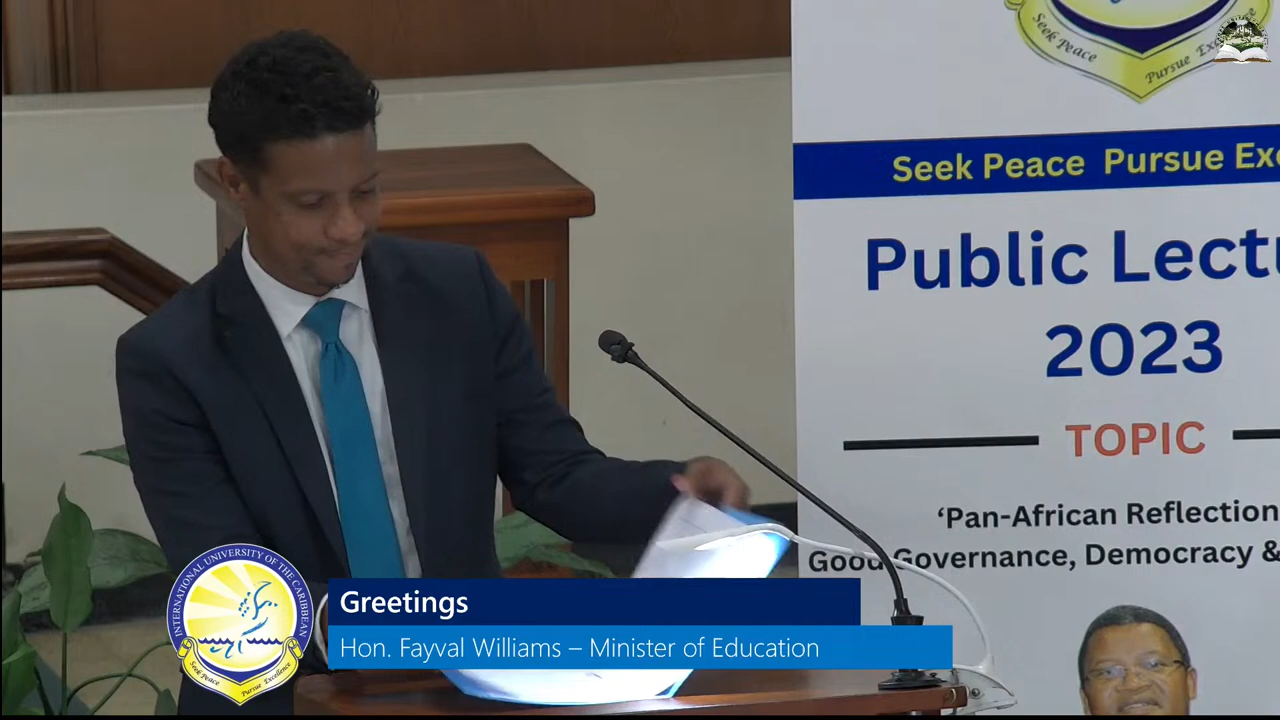 Seek Peace
Pursue Exce
Seek Peace Pursue Exc
Public Lectu
2023
TOPIC
‘Pan-African Reflection
Good Governance, Democracy &
INTERNATIONAL UNIVERSITY OF THE CARIBBEAN
Seek Peace
Pursue Excellence
Greetings
Hon. Fayval Williams – Minister of Education